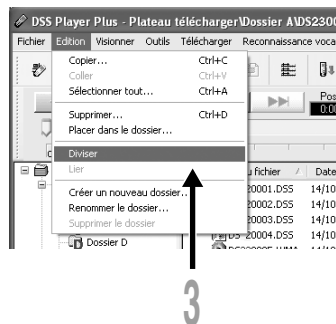 DSS Player Plus - Plateau télécharger\Dossier A\DS2300
Fichier Edition Visionner Outils Télécharger Reconnaissance voca
Copier... Ctrl+C
Coller Ctrl+V
Sélectionner tout... Ctrl+A
Pos
0:00
Supprimer... Ctrl+D
Placer dans le dossier...
Diviser
Lier
u fichier Date
Créer un nouveau dossier...
20001.DSS 14/10
Renommer le dossier...
20002.DSS 14/10
Supprimer le dossier
20003.DSS 14/10
Dossier D
20004.DSS 14/10
3